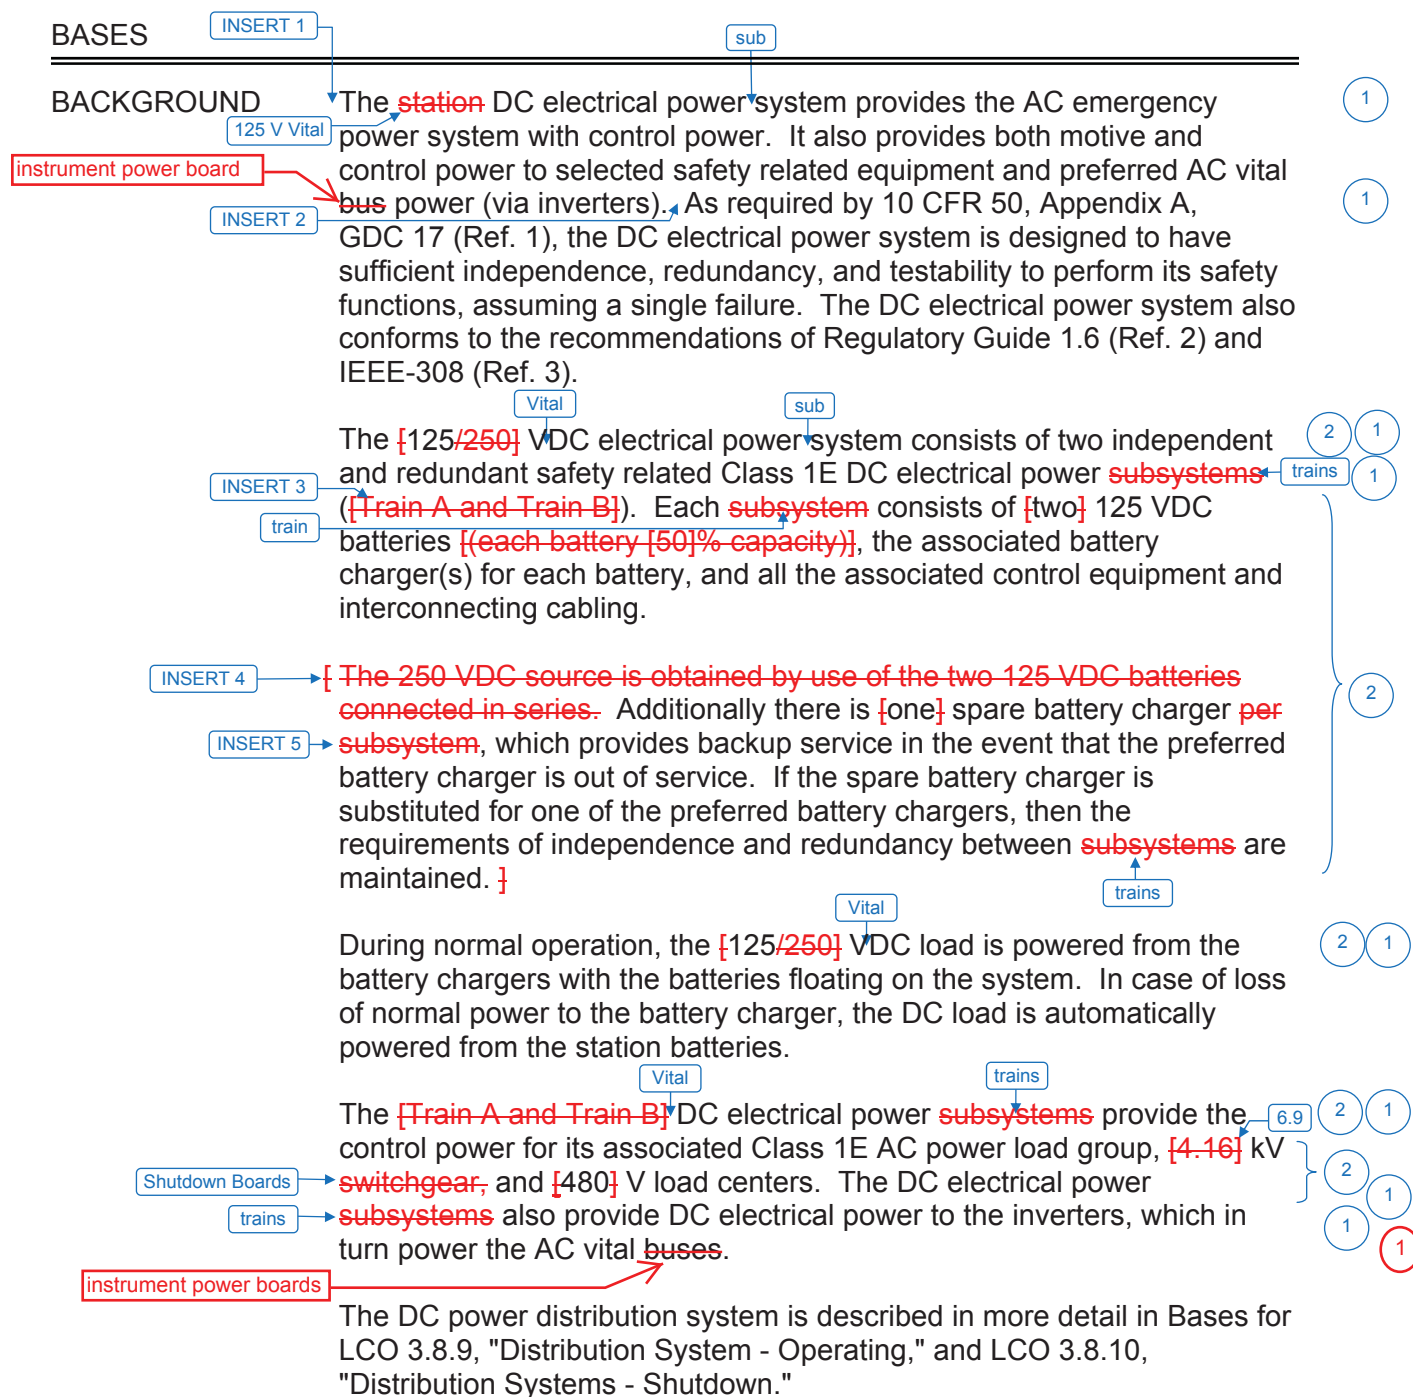 BASES
INSERT 1
sub
BACKGROUND The station DC electrical power system provides the AC emergency
1
125 V Vital
power system with control power. It also provides both motive and
instrument power board
control power to selected safety related equipment and preferred AC vital
bus power (via inverters). As required by 10 CFR 50, Appendix A,
1
INSERT 2
GDC 17 (Ref. 1), the DC electrical power system is designed to have
sufficient independence, redundancy, and testability to perform its safety
functions, assuming a single failure. The DC electrical power system also
conforms to the recommendations of Regulatory Guide 1.6 (Ref. 2) and
IEEE-308 (Ref. 3).
Vital
sub
The [125/250] VDC electrical power system consists of two independent
2 1
and redundant safety related Class 1E DC electrical power subsystems
trains
1
INSERT 3
([Train A and Train B]). Each subsystem consists of [two] 125 VDC
train
batteries [(each battery [50]% capacity)], the associated battery
charger(s) for each battery, and all the associated control equipment and
interconnecting cabling.
INSERT 4
[ The 250 VDC source is obtained by use of the two 125 VDC batteries
2
connected in series. Additionally there is [one] spare battery charger per
INSERT 5
subsystem, which provides backup service in the event that the preferred
battery charger is out of service. If the spare battery charger is
substituted for one of the preferred battery chargers, then the
requirements of independence and redundancy between subsystems are
maintained. ]
trains
Vital
During normal operation, the [125/250] VDC load is powered from the
2 1
battery chargers with the batteries floating on the system. In case of loss
of normal power to the battery charger, the DC load is automatically
powered from the station batteries.
Vital
trains
The [Train A and Train B] DC electrical power subsystems provide the
6.9
2 1
control power for its associated Class 1E AC power load group, [4.16] kV
Shutdown Boards
switchgear, and [480] V load centers. The DC electrical power
2
1
trains
subsystems also provide DC electrical power to the inverters, which in
1
turn power the AC vital buses.
1
instrument power boards
The DC power distribution system is described in more detail in Bases for
LCO 3.8.9, "Distribution System - Operating," and LCO 3.8.10,
"Distribution Systems - Shutdown."